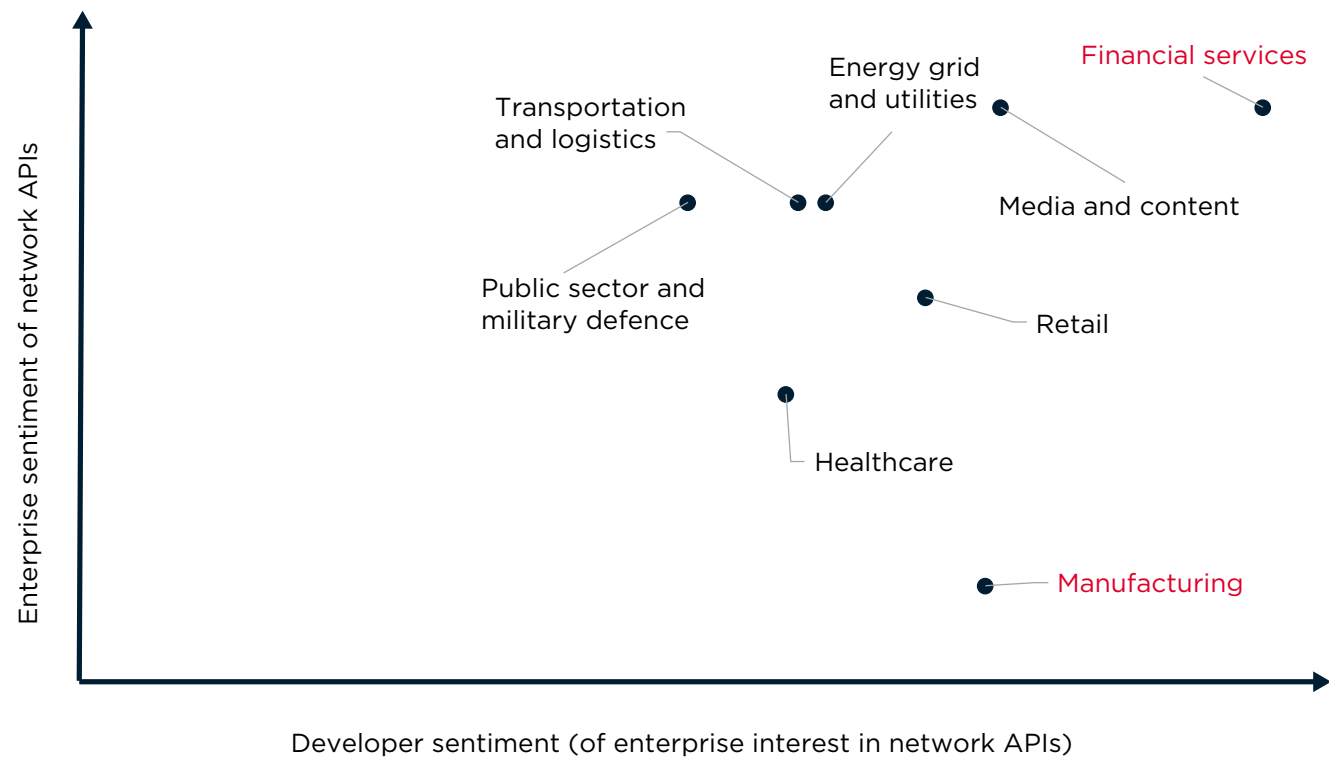 Enterprise sentiment of network APIs
Financial services
Energy grid
and utilities
Transportation
and logistics
Media and content
Public sector and
military defence
Retail
Healthcare
Manufacturing
Developer sentiment (of enterprise interest in network APIs)